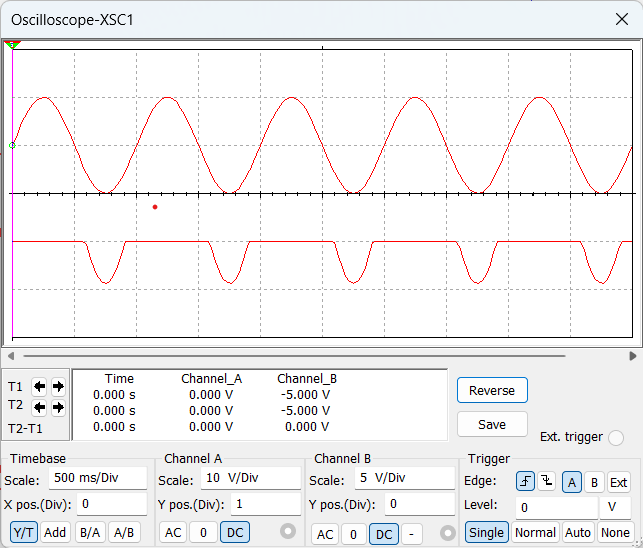 Oscilloscope-XSC1
Time Channel_A Channel_B
T1 0.000 s 0.000 V -5.000 V
T2 0.000 s 0.000 V -5.000 V
T2-T1 0.000 s 0.000 V 0.000 V
Reverse
Save
Ext. trigger
Timebase
Scale: 500 ms/Div
X pos.(Div): 0
Y/T Add B/A A/B
Channel A
Scale: 10 V/Div
Y pos.(Div): 1
AC 0 DC
Channel B
Scale: 5 V/Div
Y pos.(Div): 0
AC 0 DC -
Trigger
Edge: A B Ext
Level: 0 V
Single Normal Auto None